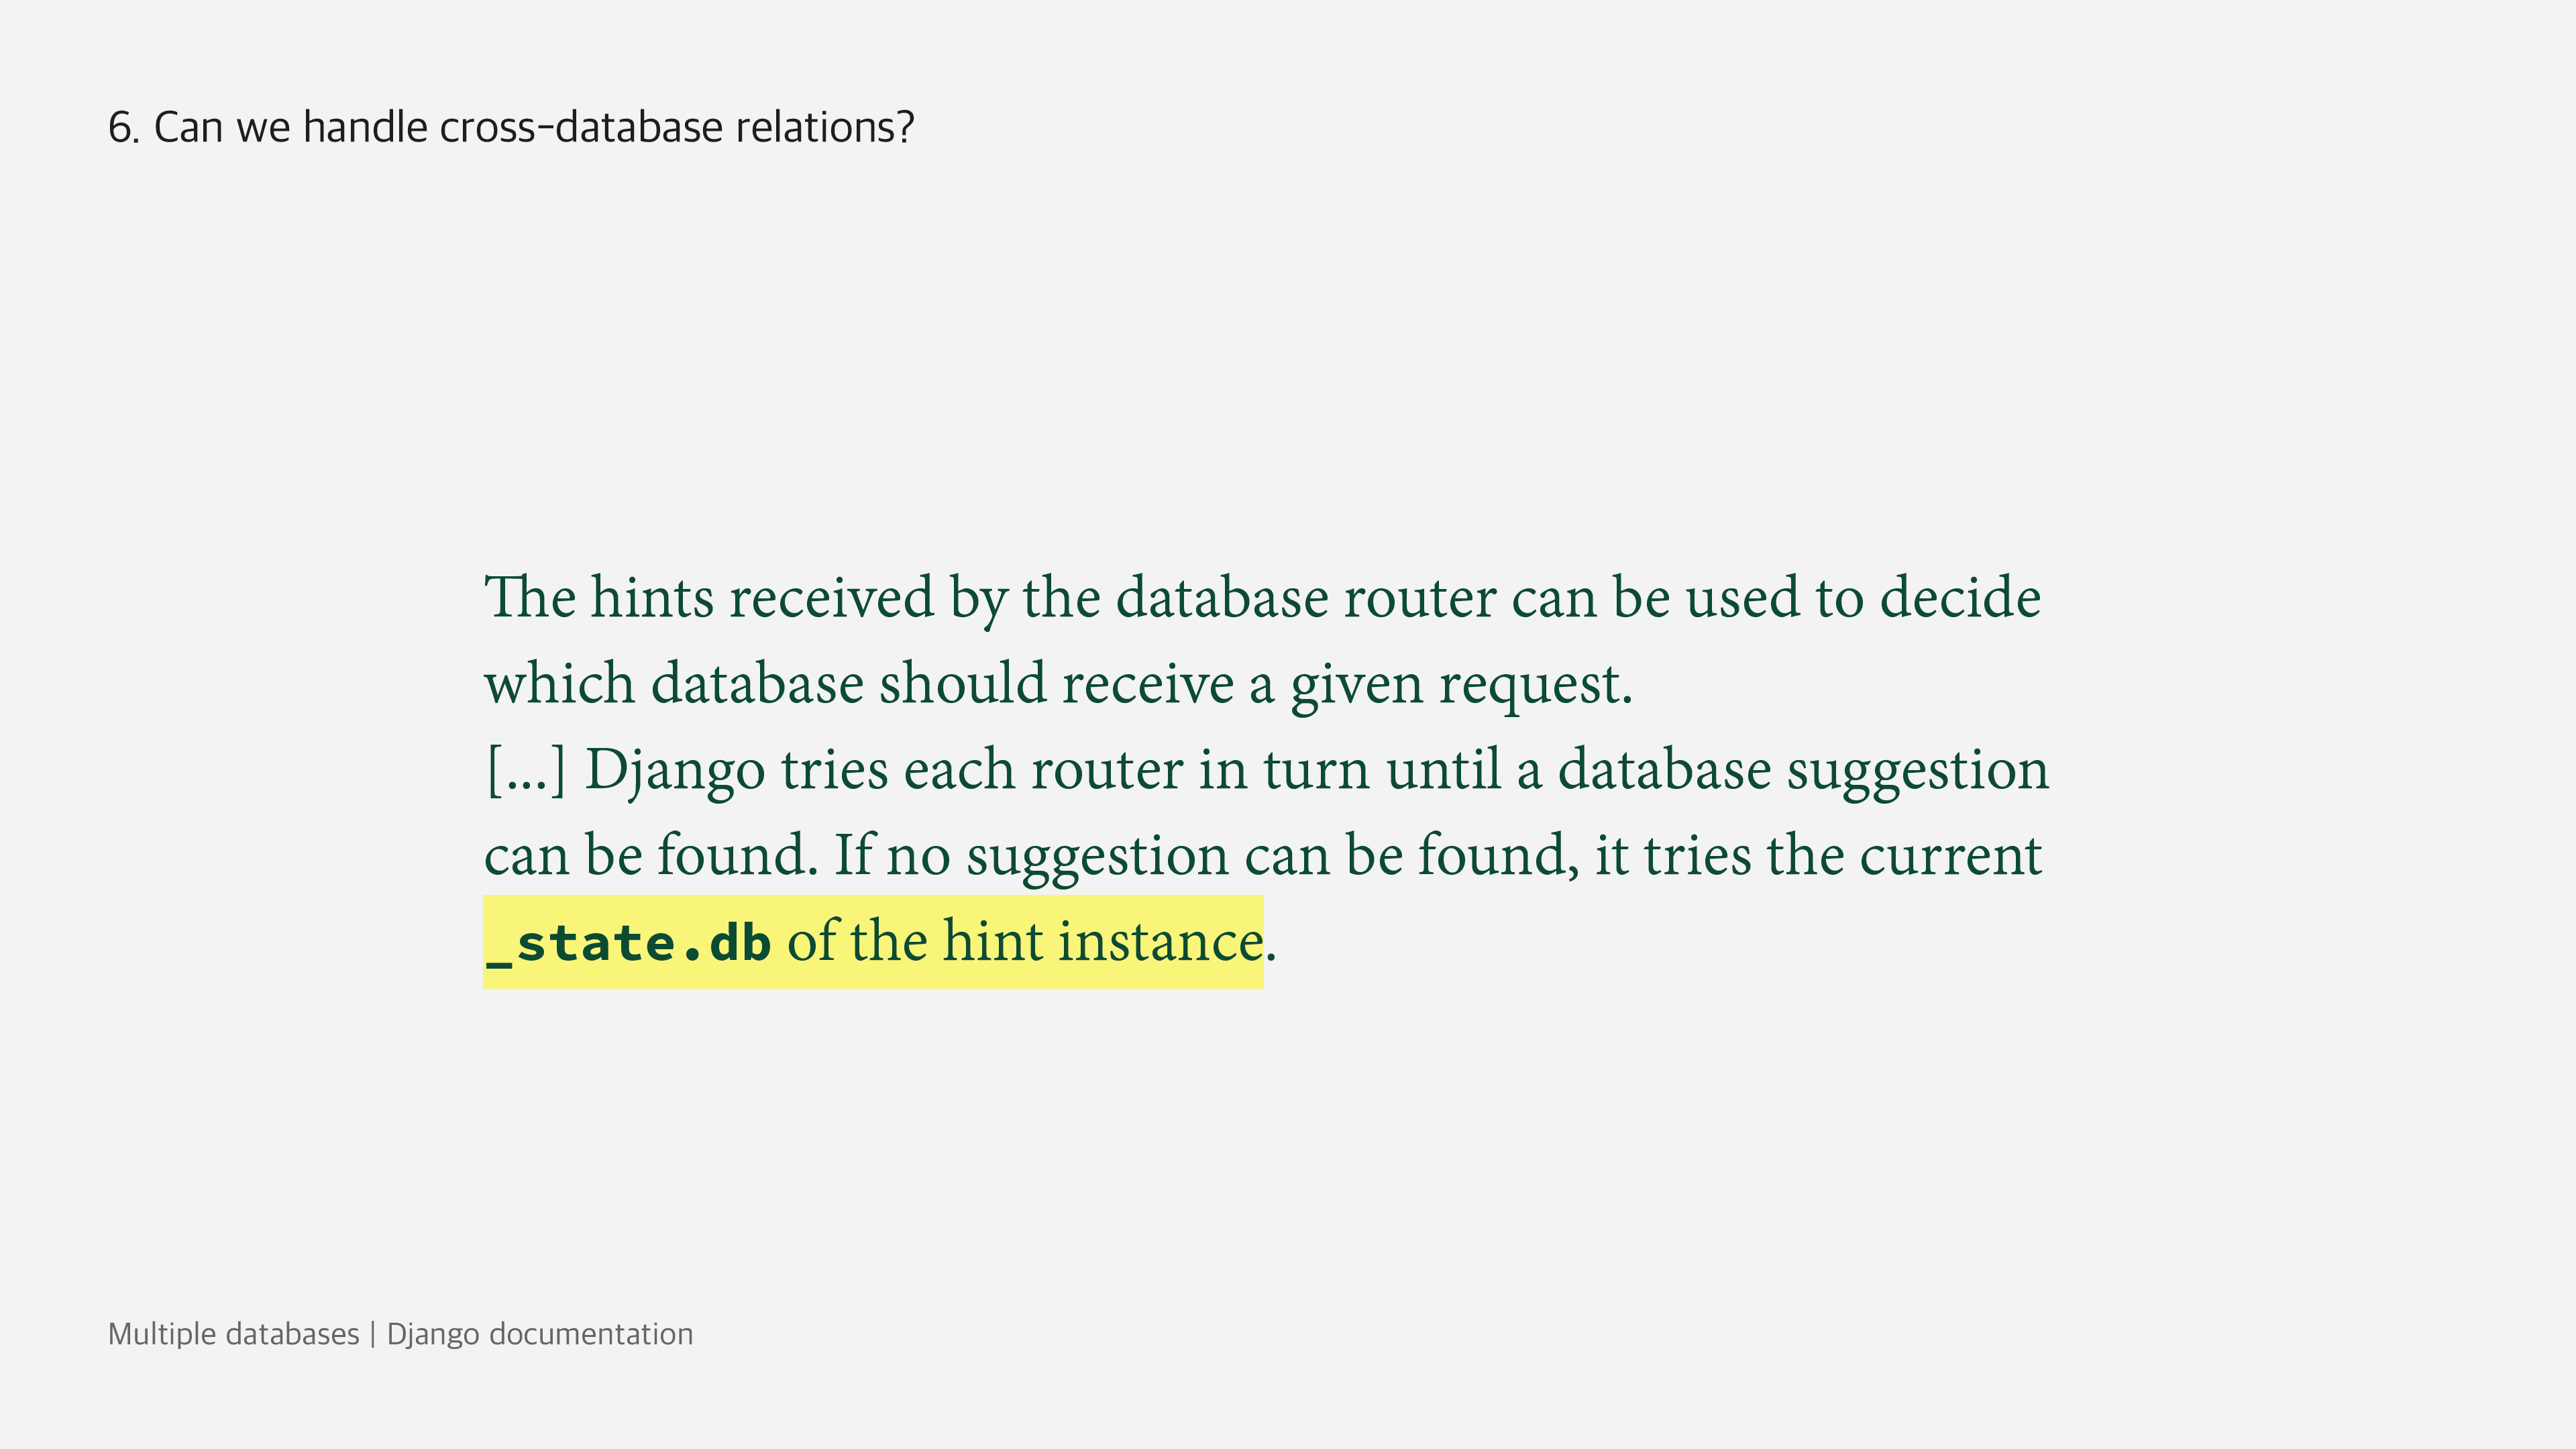 6. Can we handle cross-database relations?
The hints received by the database router can be used to decide
which database should receive a given request.
[...] Django tries each router in turn until a database suggestion
can be found. If no suggestion can be found, it tries the current
_state.db of the hint instance.
Multiple databases | Django documentation